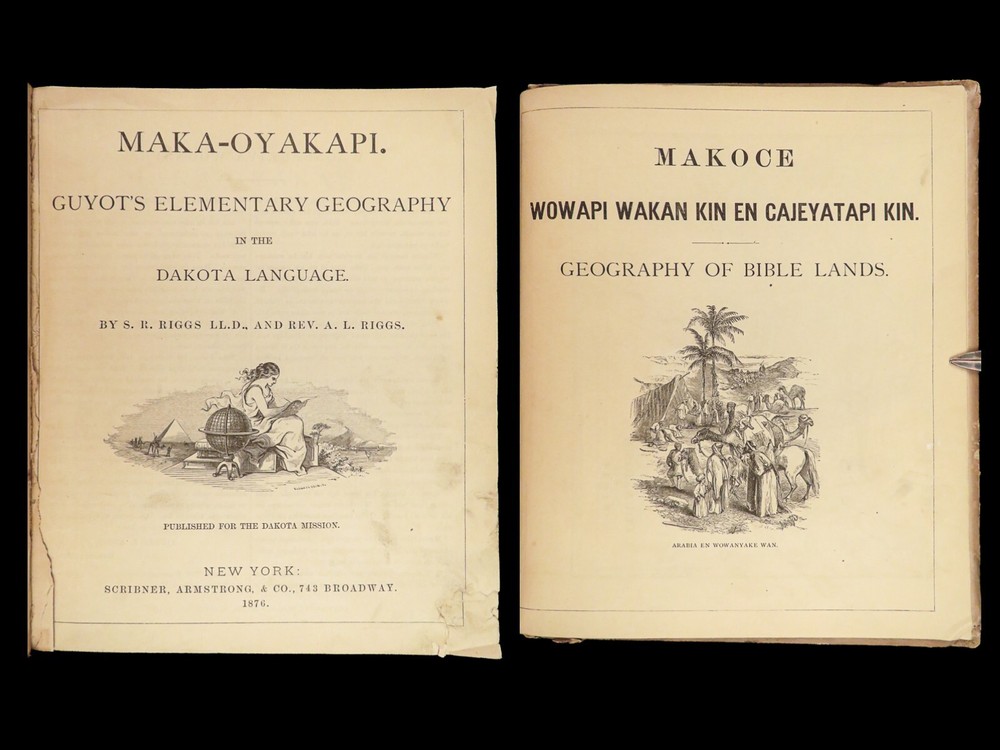 MAKA-OYAKAPI.
GUYOT'S ELEMENTARY GEOGRAPHY
IN THE
DAKOTA LANGUAGE.
BY S. R. RIGGS LL.D., AND REV. A. L. RIGGS.
PUBLISHED FOR THE DAKOTA MISSION.
NEW YORK:
SCRIBNER, ARMSTRONG, & CO., 743 BROADWAY.
1876.
MAKOCE
WOWAPI WAKAN KIN EN CAJEYATAPI KIN.
GEOGRAPHY OF BIBLE LANDS.
ARABIA EN WOWANYAKE WAN.